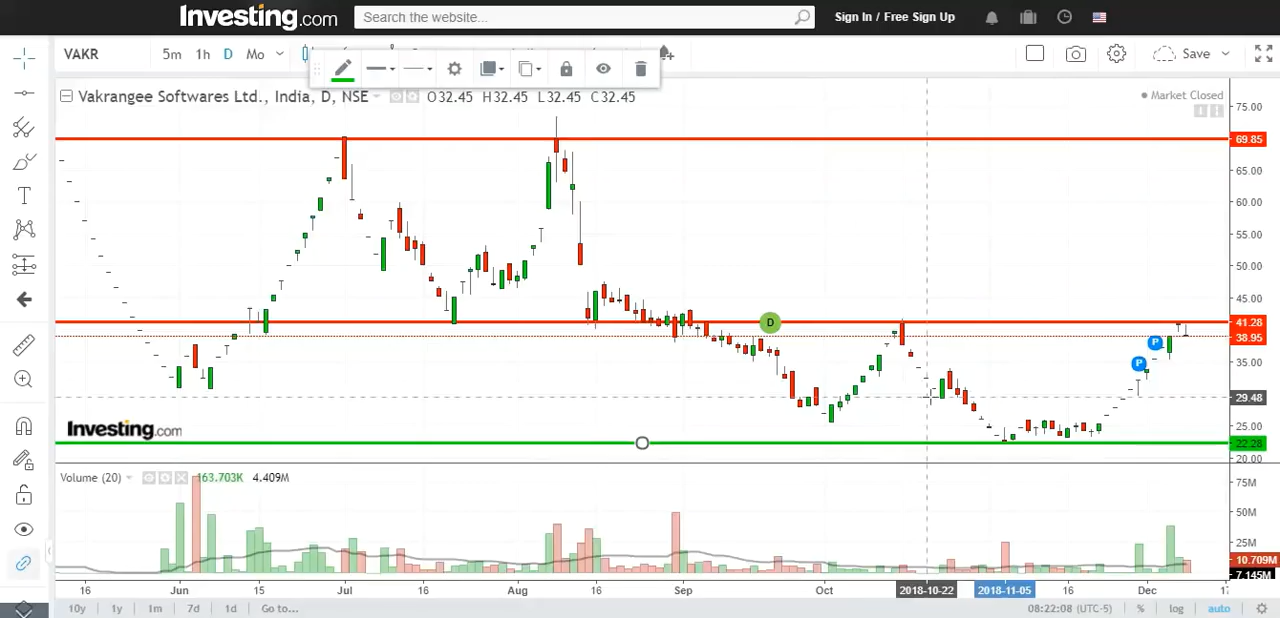 Investing.com Search the website... Sign In / Free Sign Up
VAKR 5m 1h D Mo Save
Vakrangee Softwares Ltd., India, D, NSE O32.45 H32.45 L32.45 C32.45
Market Closed
75.00
69.85
65.00
60.00
55.00
50.00
45.00
D
41.28
38.95
P
P
35.00
29.48
Investing.com
25.00
22.28
20.00
Volume (20) 163.703K 4.409M
75M
50M
25M
10.709M
7.145M
16 Jun 15 Jul 16 Aug 16 Sep Oct 2018-10-22 2018-11-05 16 Dec 17
10y 1y 1m 7d 1d Go to... 08:22:08 (UTC-5) % log auto